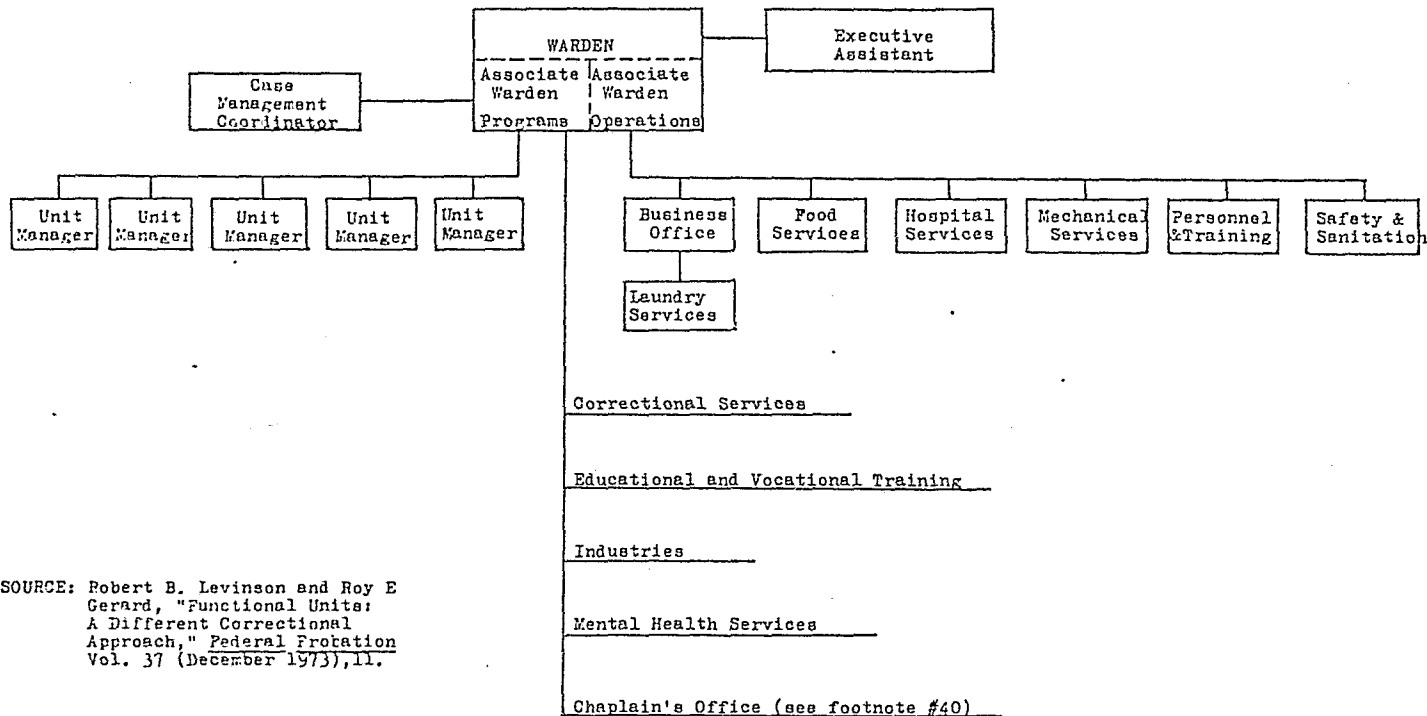 WARDEN
Associate Warden Programs
Associate Warden Operations
Executive
Assistant
Case
Management
Coordinator
Unit
Manager
Unit
Manager
Unit
Manager
Unit
Manager
Unit
Manager
Business
Office
Food
Services
Hospital
Services
Mechanical
Services
Personnel
&Training
Safety &
Sanitation
Laundry
Services
Correctional Services
Educational and Vocational Training
Industries
Mental Health Services
Chaplain's Office (see footnote #40)
SOURCE: Robert B. Levinson and Roy E
Gerard, "Functional Units:
A Different Correctional
Approach," Federal Probation
Vol. 37 (December 1973),11.